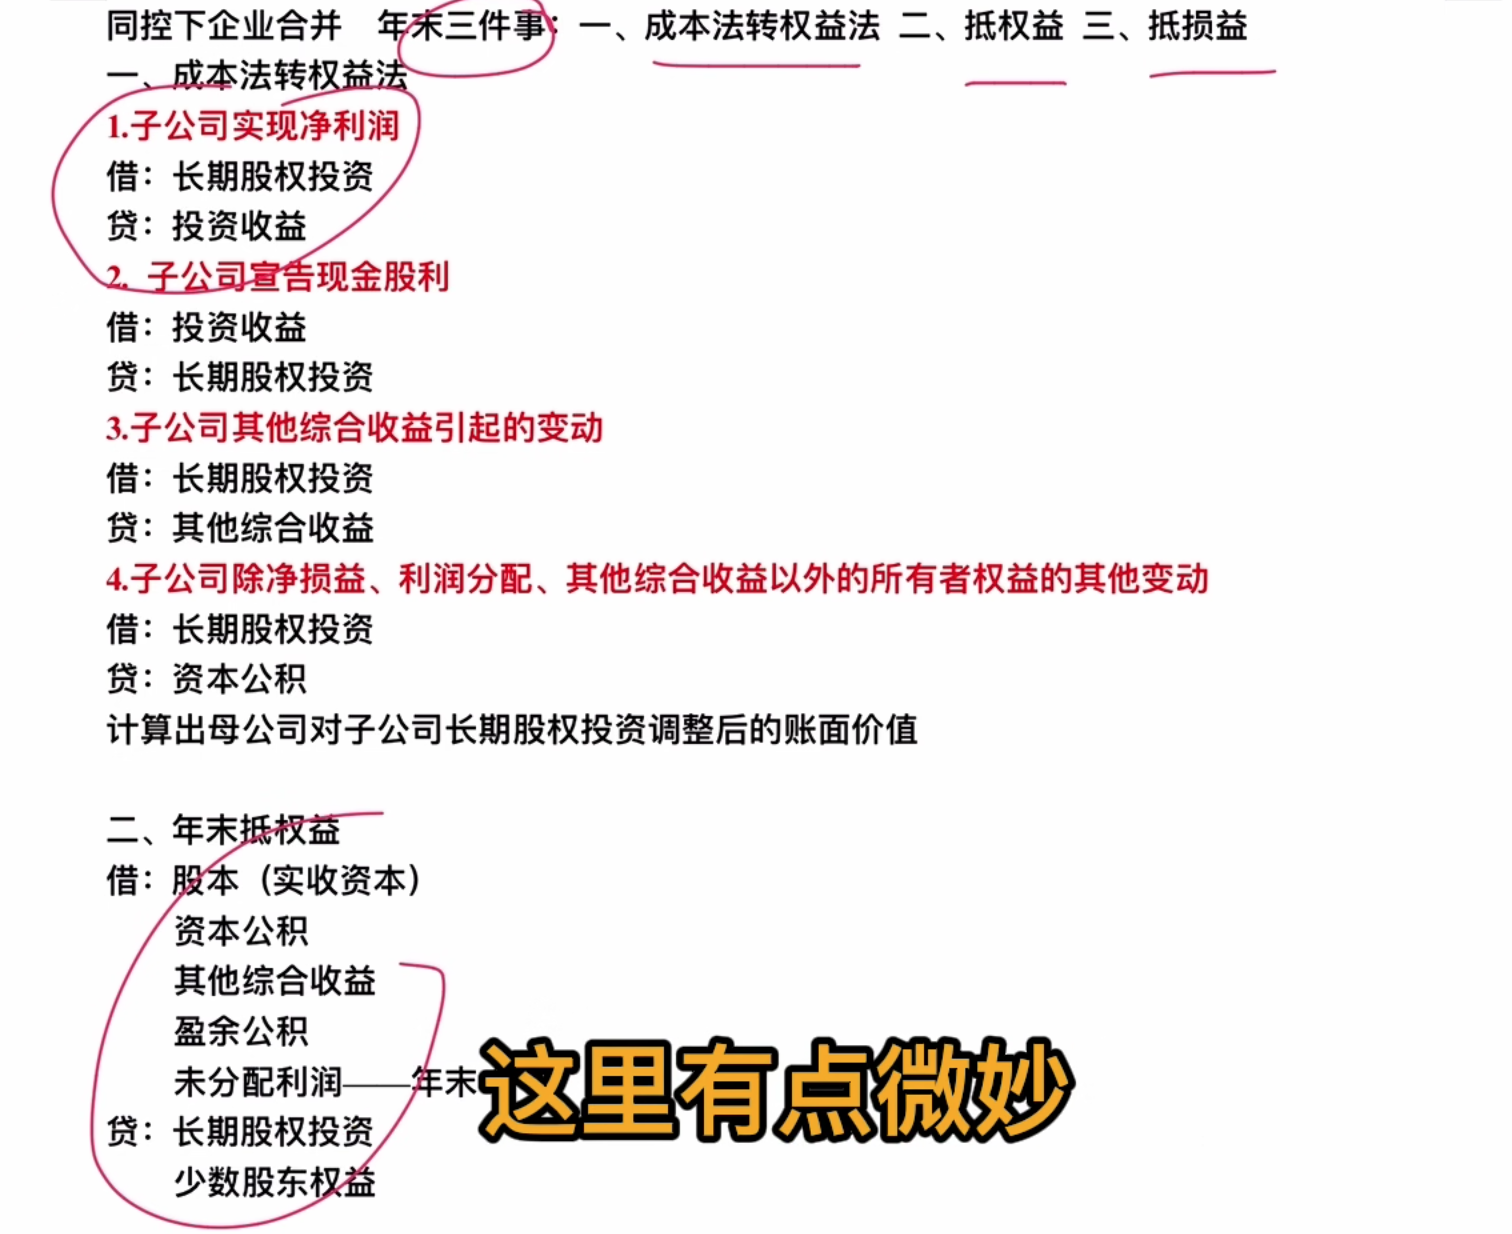 同控下企业合并 年末三件事：一、成本法转权益法 二、抵权益 三、抵损益
一、成本法转权益法
1.子公司实现净利润
借：长期股权投资
贷：投资收益
2. 子公司宣告现金股利
借：投资收益
贷：长期股权投资
3.子公司其他综合收益引起的变动
借：长期股权投资
贷：其他综合收益
4.子公司除净损益、利润分配、其他综合收益以外的所有者权益的其他变动
借：长期股权投资
贷：资本公积
计算出母公司对子公司长期股权投资调整后的账面价值
二、年末抵权益
借：股本（实收资本）
资本公积
其他综合收益
盈余公积
未分配利润——年末
贷：长期股权投资
少数股东权益
这里有点微妙